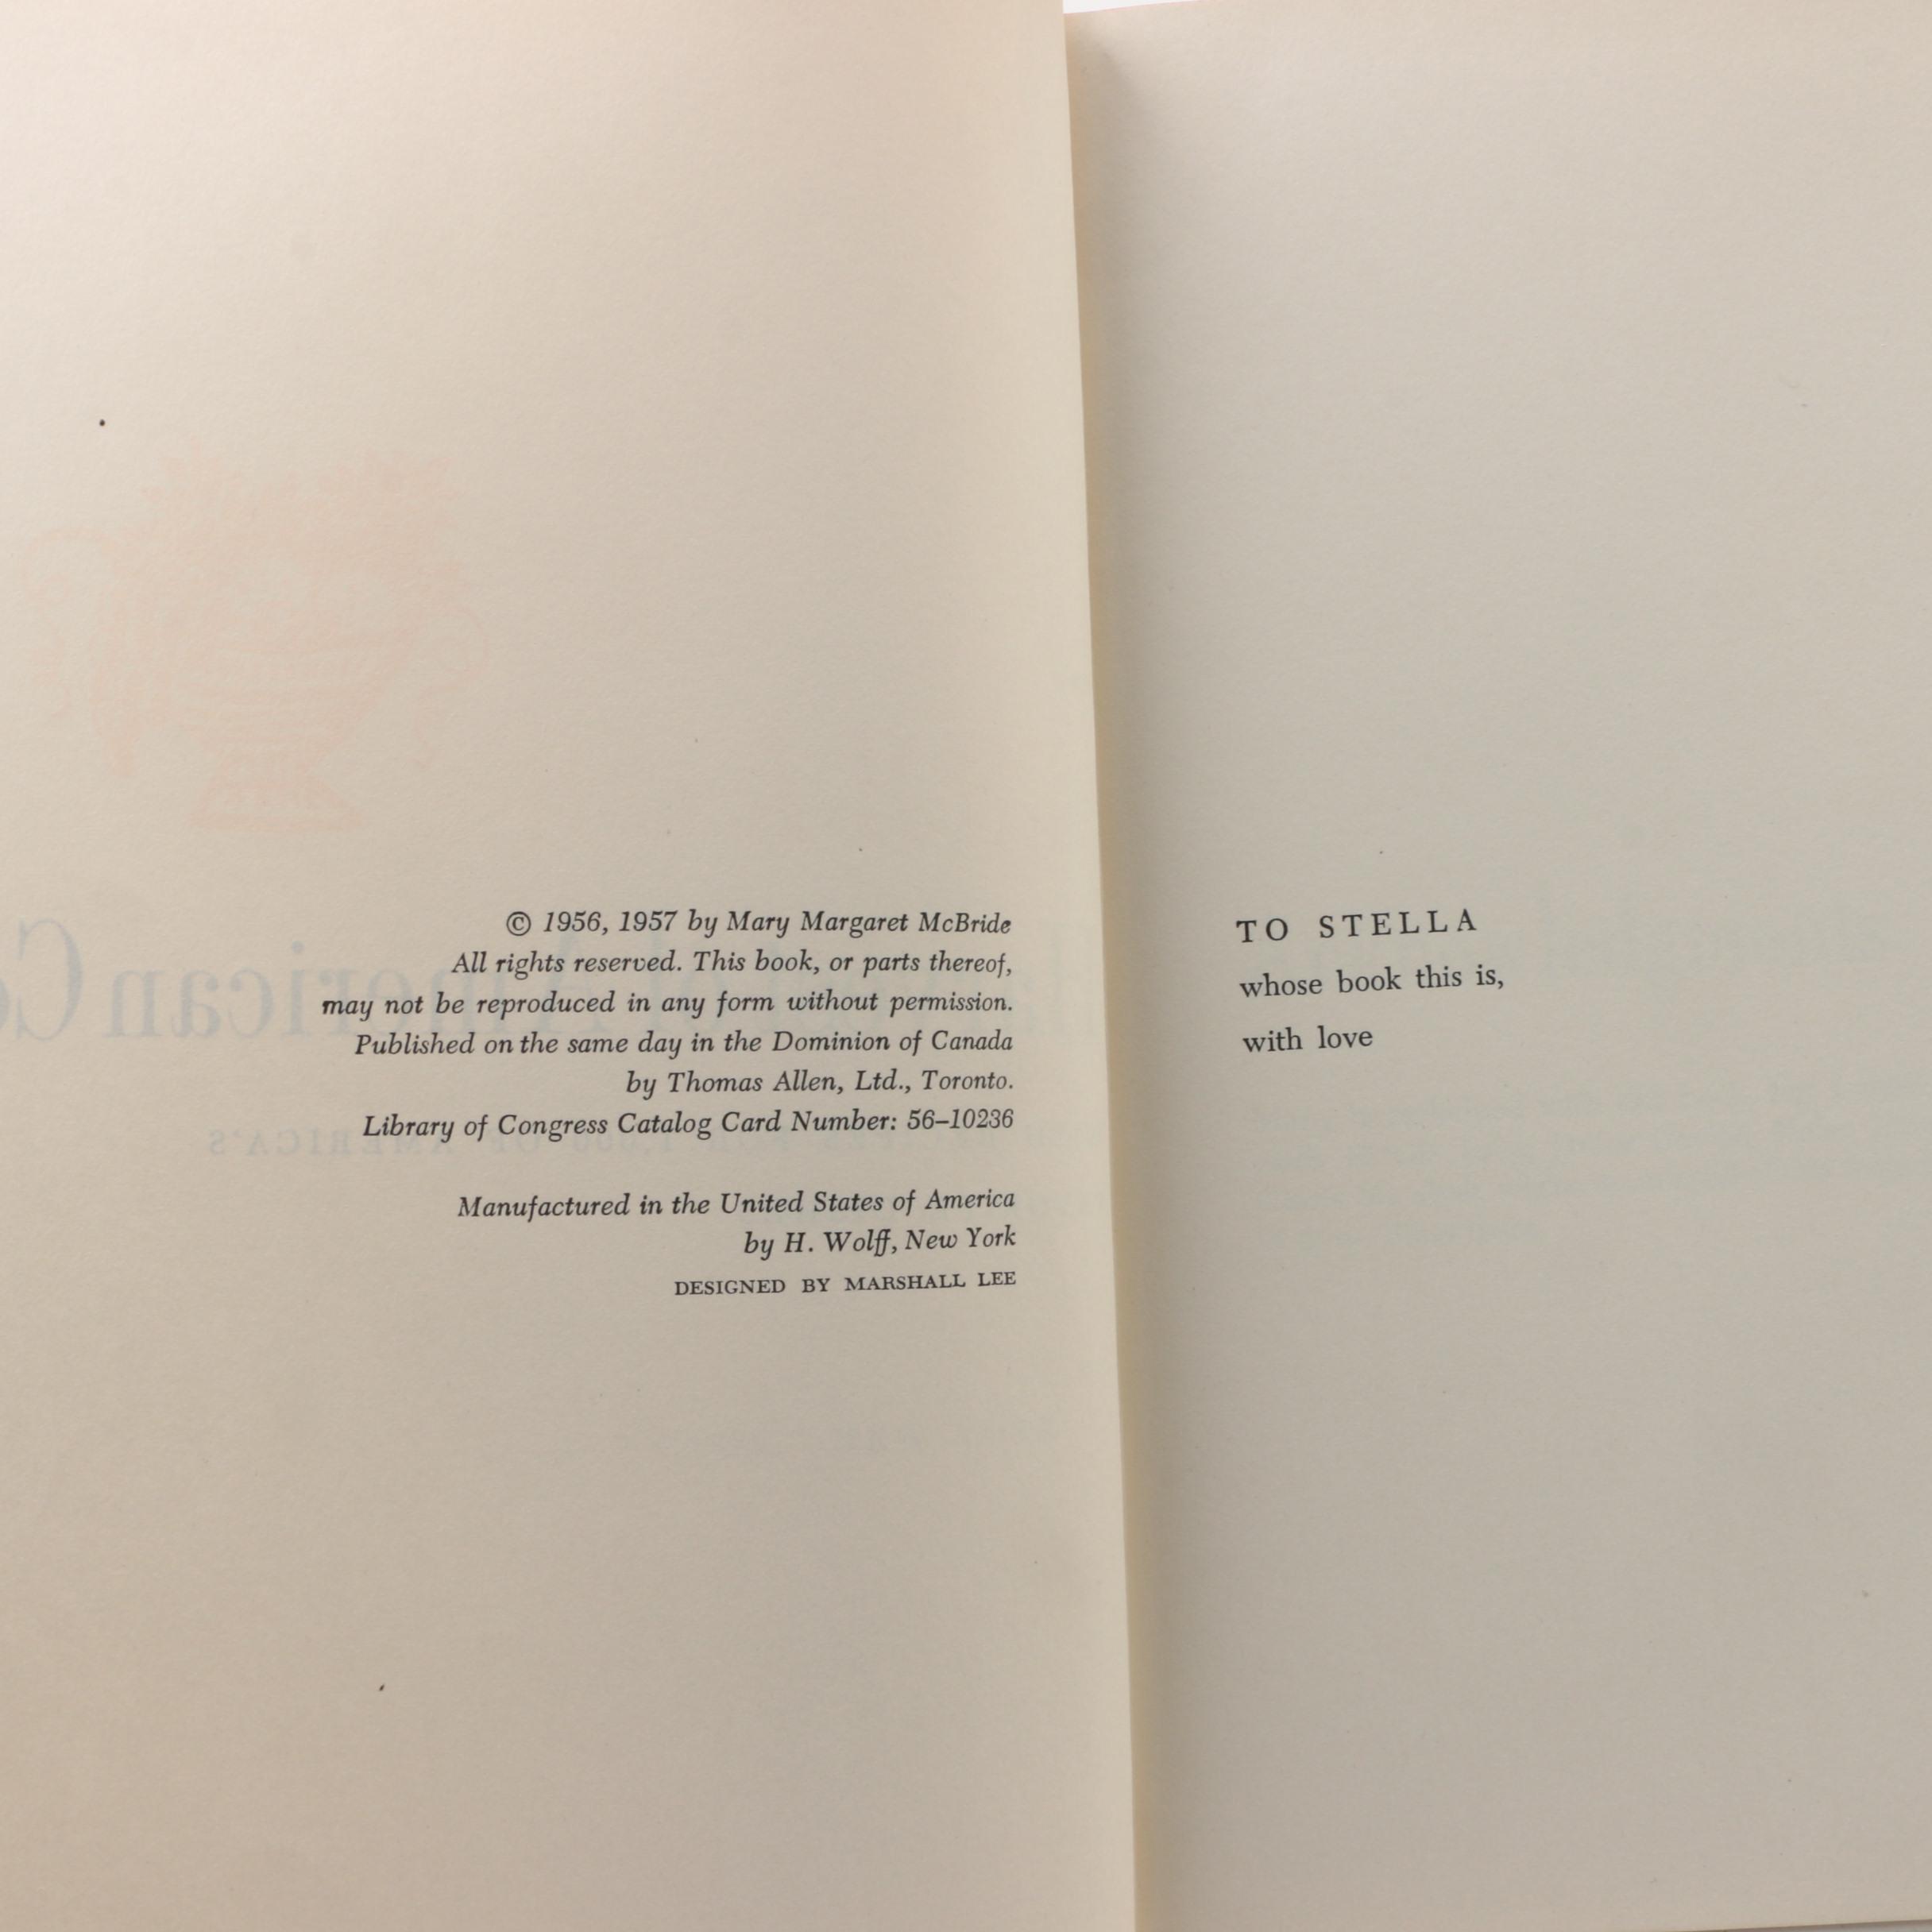 © 1956, 1957 by Mary Margaret McBride
All rights reserved. This book, or parts thereof,
may not be reproduced in any form without permission.
Published on the same day in the Dominion of Canada
by Thomas Allen, Ltd., Toronto.
Library of Congress Catalog Card Number: 56–10236
Manufactured in the United States of America
by H. Wolff, New York
DESIGNED BY MARSHALL LEE
TO STELLA
whose book this is,
with love